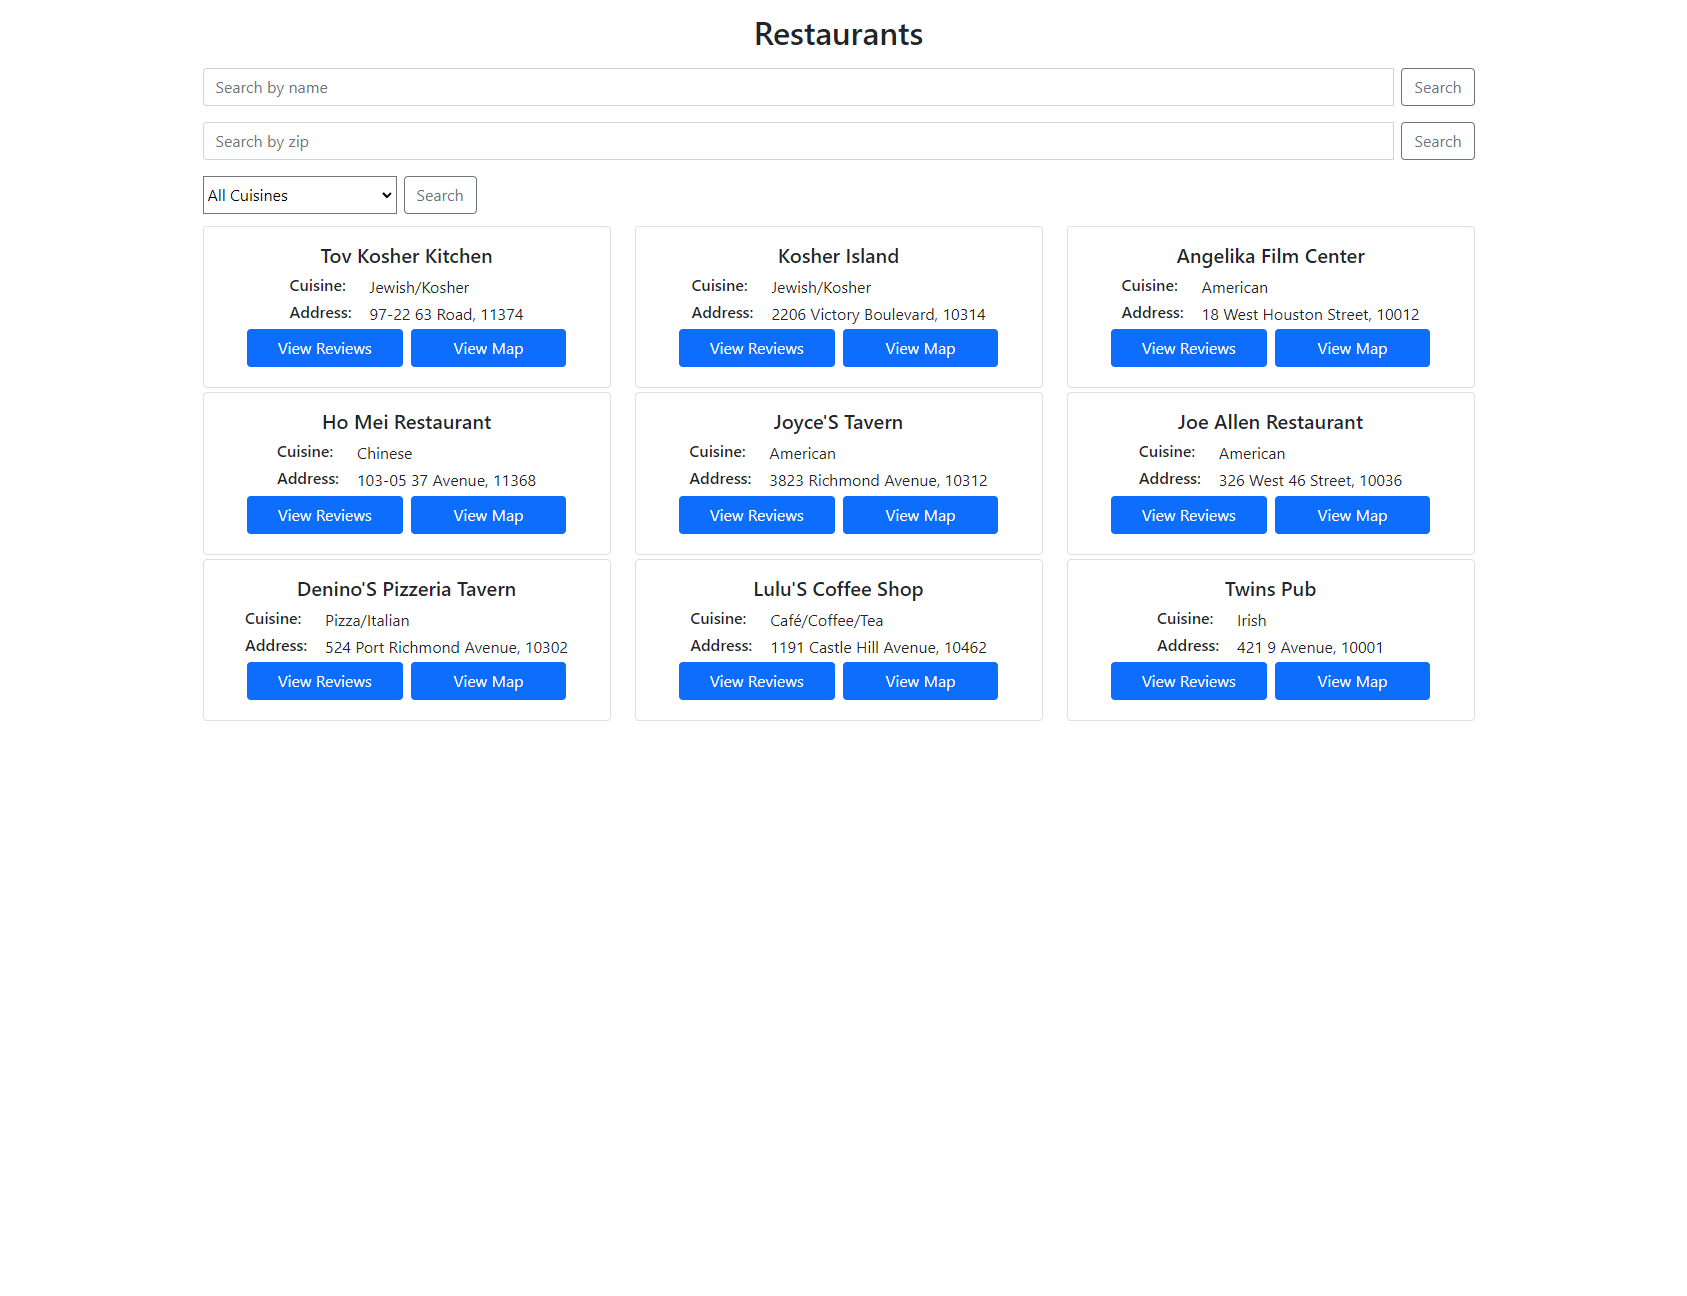 Restaurants
Search by name
Search
Search by zip
Search
All Cuisines
Search
Tov Kosher Kitchen
Cuisine: Jewish/Kosher
Address: 97-22 63 Road, 11374
View Reviews
View Map
Kosher Island
Cuisine: Jewish/Kosher
Address: 2206 Victory Boulevard, 10314
View Reviews
View Map
Angelika Film Center
Cuisine: American
Address: 18 West Houston Street, 10012
View Reviews
View Map
Ho Mei Restaurant
Cuisine: Chinese
Address: 103-05 37 Avenue, 11368
View Reviews
View Map
Joyce'S Tavern
Cuisine: American
Address: 3823 Richmond Avenue, 10312
View Reviews
View Map
Joe Allen Restaurant
Cuisine: American
Address: 326 West 46 Street, 10036
View Reviews
View Map
Denino'S Pizzeria Tavern
Cuisine: Pizza/Italian
Address: 524 Port Richmond Avenue, 10302
View Reviews
View Map
Lulu'S Coffee Shop
Cuisine: Café/Coffee/Tea
Address: 1191 Castle Hill Avenue, 10462
View Reviews
View Map
Twins Pub
Cuisine: Irish
Address: 421 9 Avenue, 10001
View Reviews
View Map